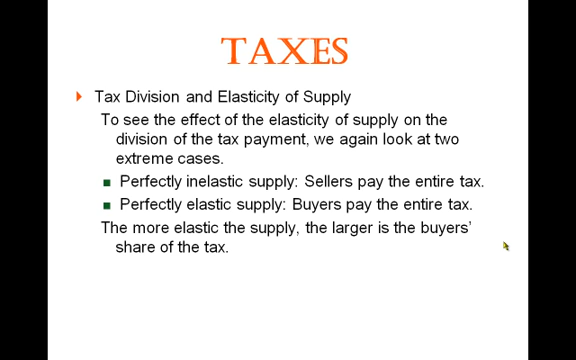 TAXES
Tax Division and Elasticity of Supply
To see the effect of the elasticity of supply on the
division of the tax payment, we again look at two
extreme cases.
Perfectly inelastic supply: Sellers pay the entire tax.
Perfectly elastic supply: Buyers pay the entire tax.
The more elastic the supply, the larger is the buyers’
share of the tax.